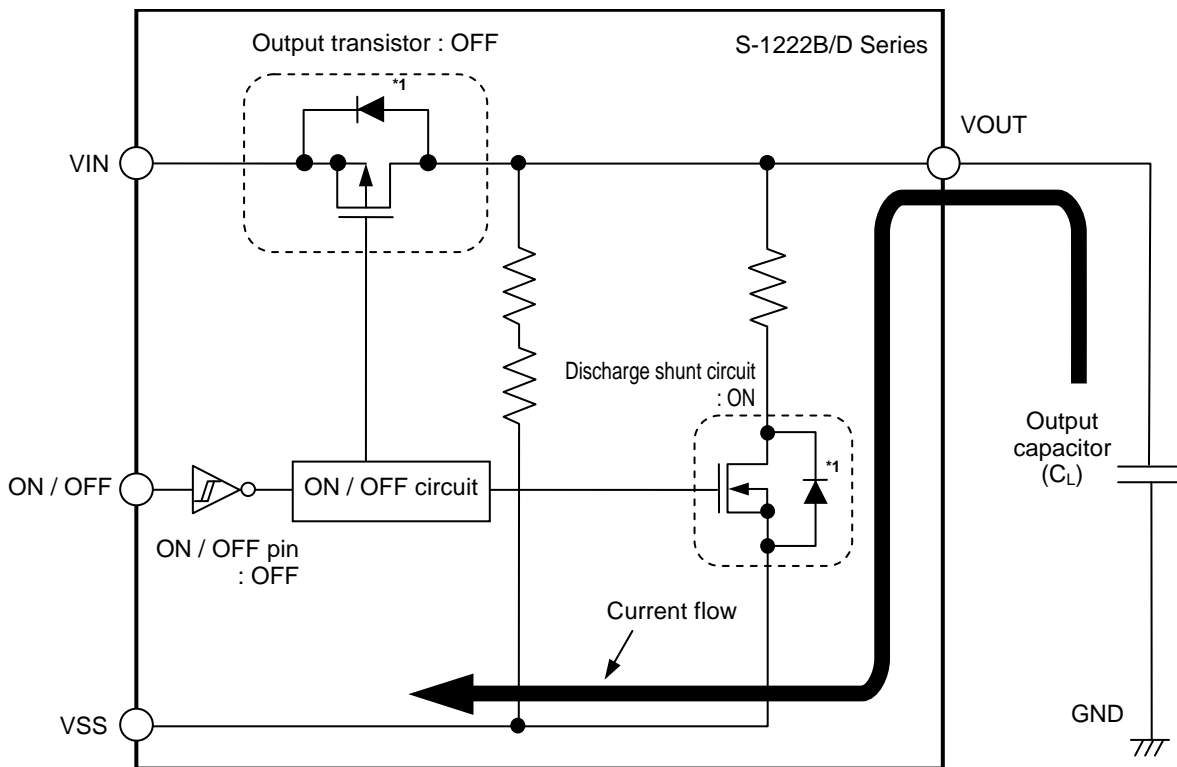 Output transistor : OFF
S-1222B/D Series
*1
VOUT
VIN
Discharge shunt circuit
: ON
*1
Output
capacitor
(CL)
ON / OFF
ON / OFF circuit
ON / OFF pin
: OFF
Current flow
GND
VSS